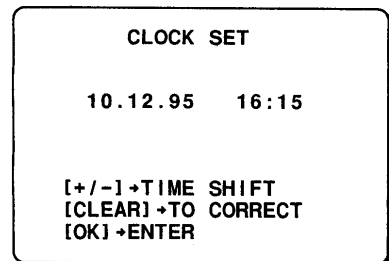 CLOCK SET
10.12.95 16:15
[+/-]→TIME SHIFT
[CLEAR]→TO CORRECT
[OK]→ENTER